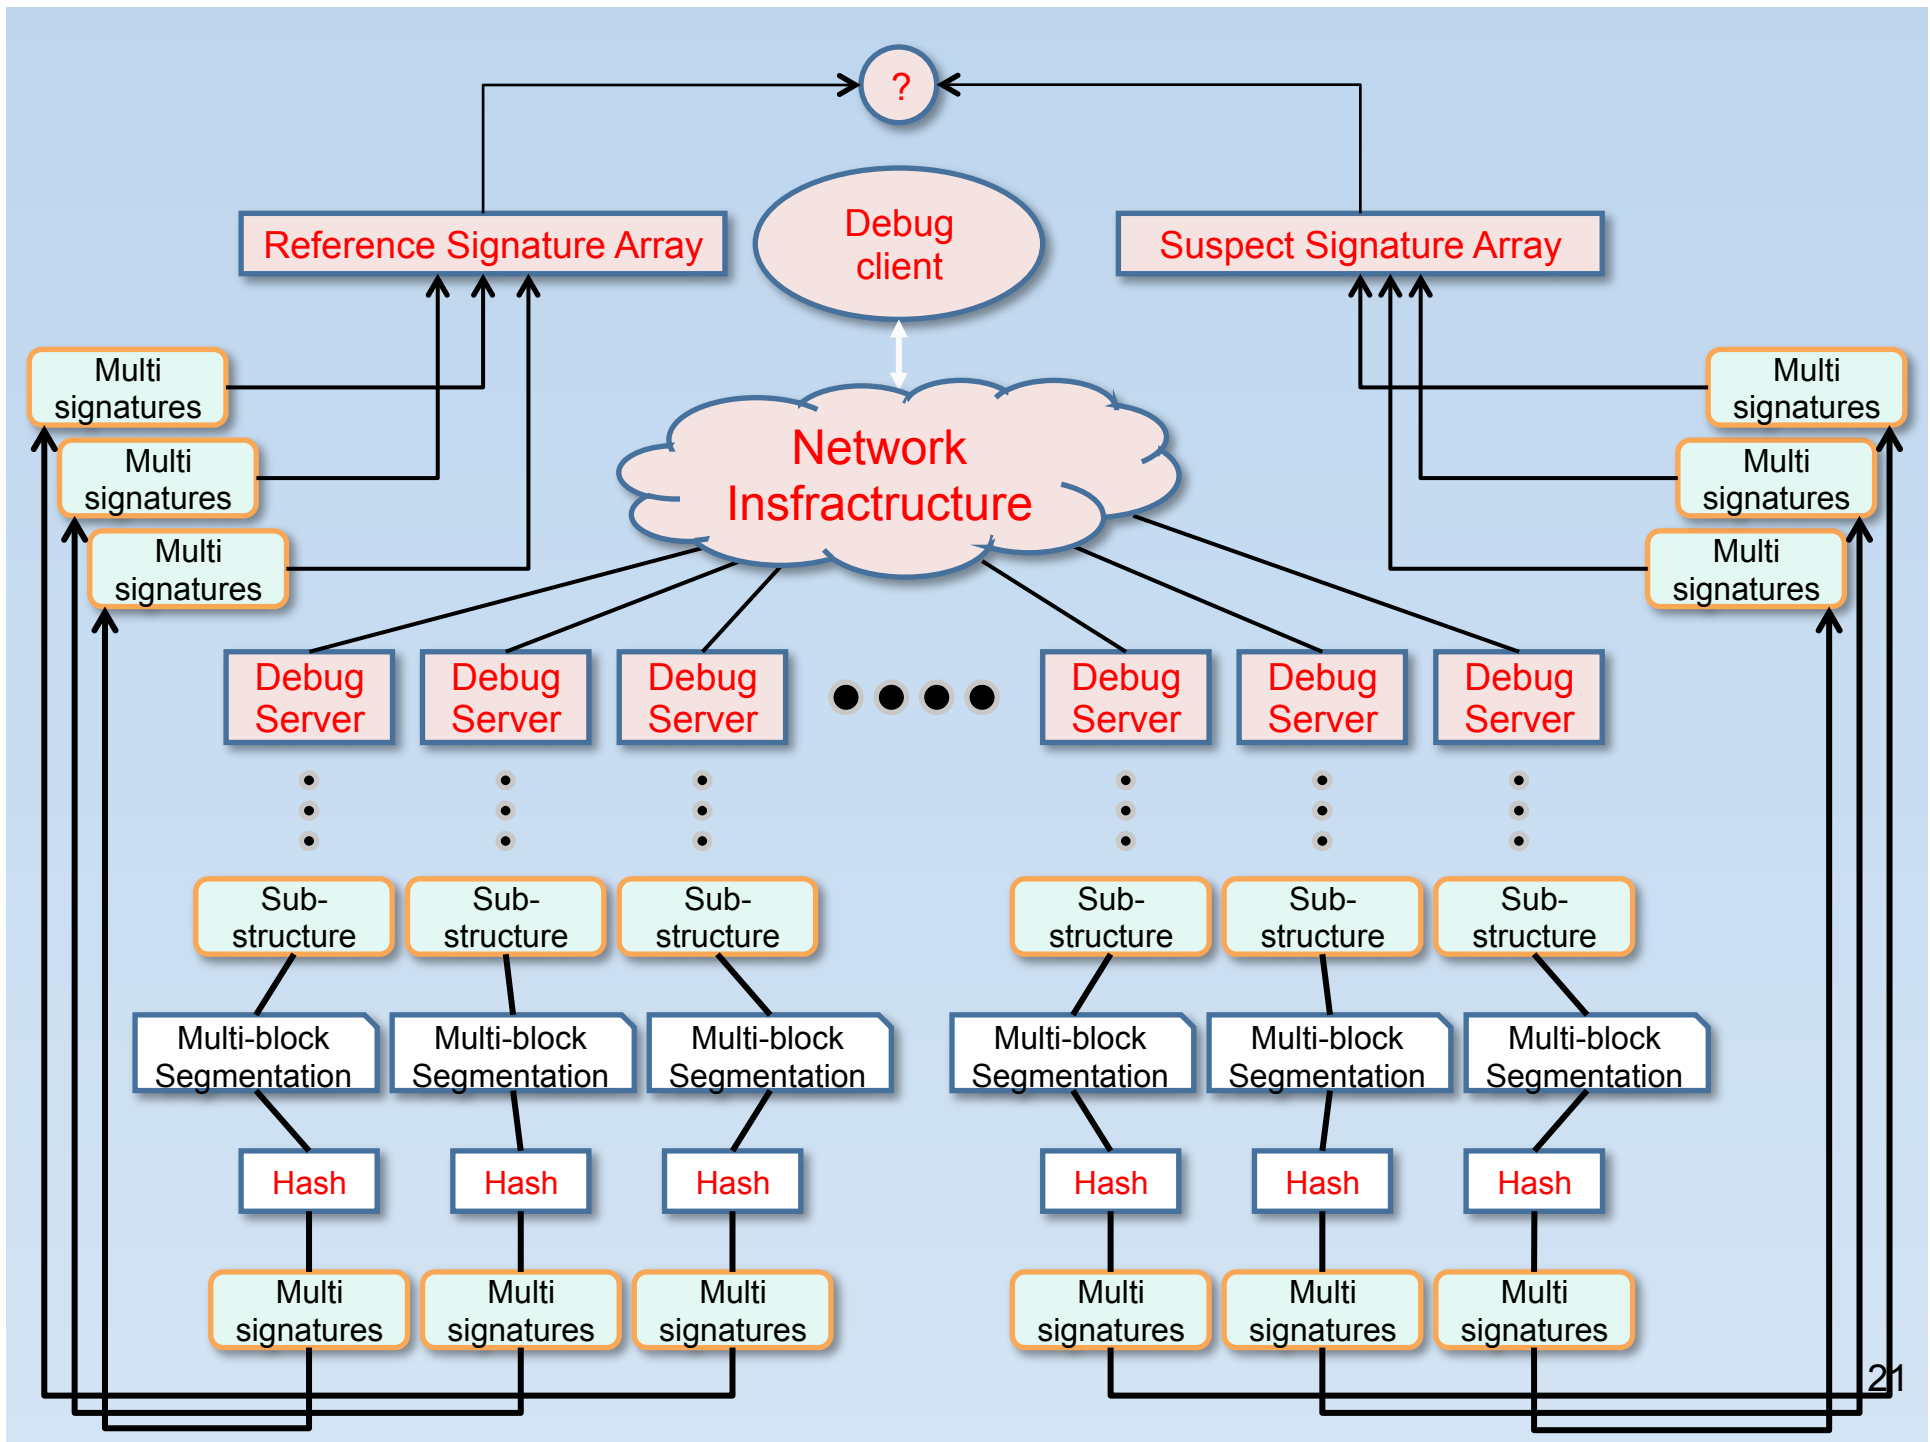 ?
Reference Signature Array
Debug
client
Suspect Signature Array
Multi
signatures
Multi
signatures
Multi
signatures
Network
Insfractructure
Multi
signatures
Multi
signatures
Multi
signatures
Debug
Server
Debug
Server
Debug
Server
Debug
Server
Debug
Server
Debug
Server
Sub-
structure
Sub-
structure
Sub-
structure
Sub-
structure
Sub-
structure
Sub-
structure
Multi-block
Segmentation
Multi-block
Segmentation
Multi-block
Segmentation
Multi-block
Segmentation
Multi-block
Segmentation
Multi-block
Segmentation
Hash
Hash
Hash
Hash
Hash
Hash
Multi
signatures
Multi
signatures
Multi
signatures
Multi
signatures
Multi
signatures
Multi
signatures
21